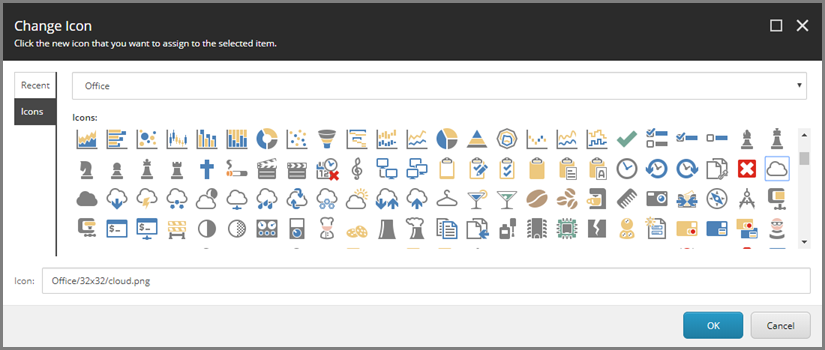 Change Icon
Click the new icon that you want to assign to the selected item.
Recent
Icons
Office
Icons:
Icon:
Office/32x32/cloud.png
OK
Cancel